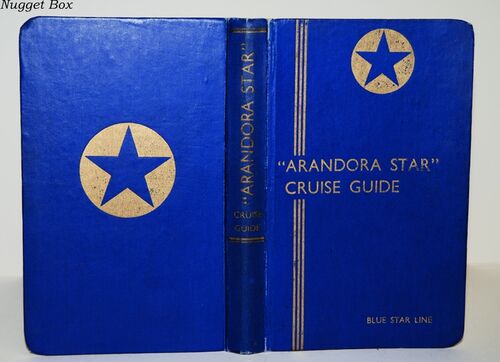 Nugget Box
"ARANDORA STAR"
CRUISE
GUIDE
"ARANDORA STAR"
CRUISE GUIDE
BLUE STAR LINE